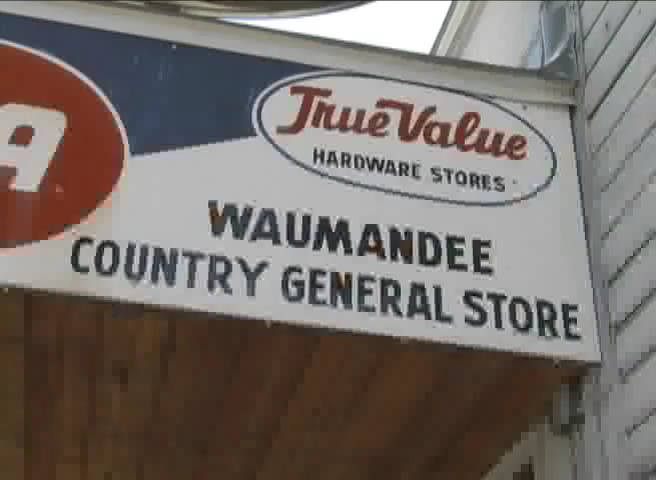 A
True Value
HARDWARE STORES
WAUMANDEE
COUNTRY GENERAL STORE